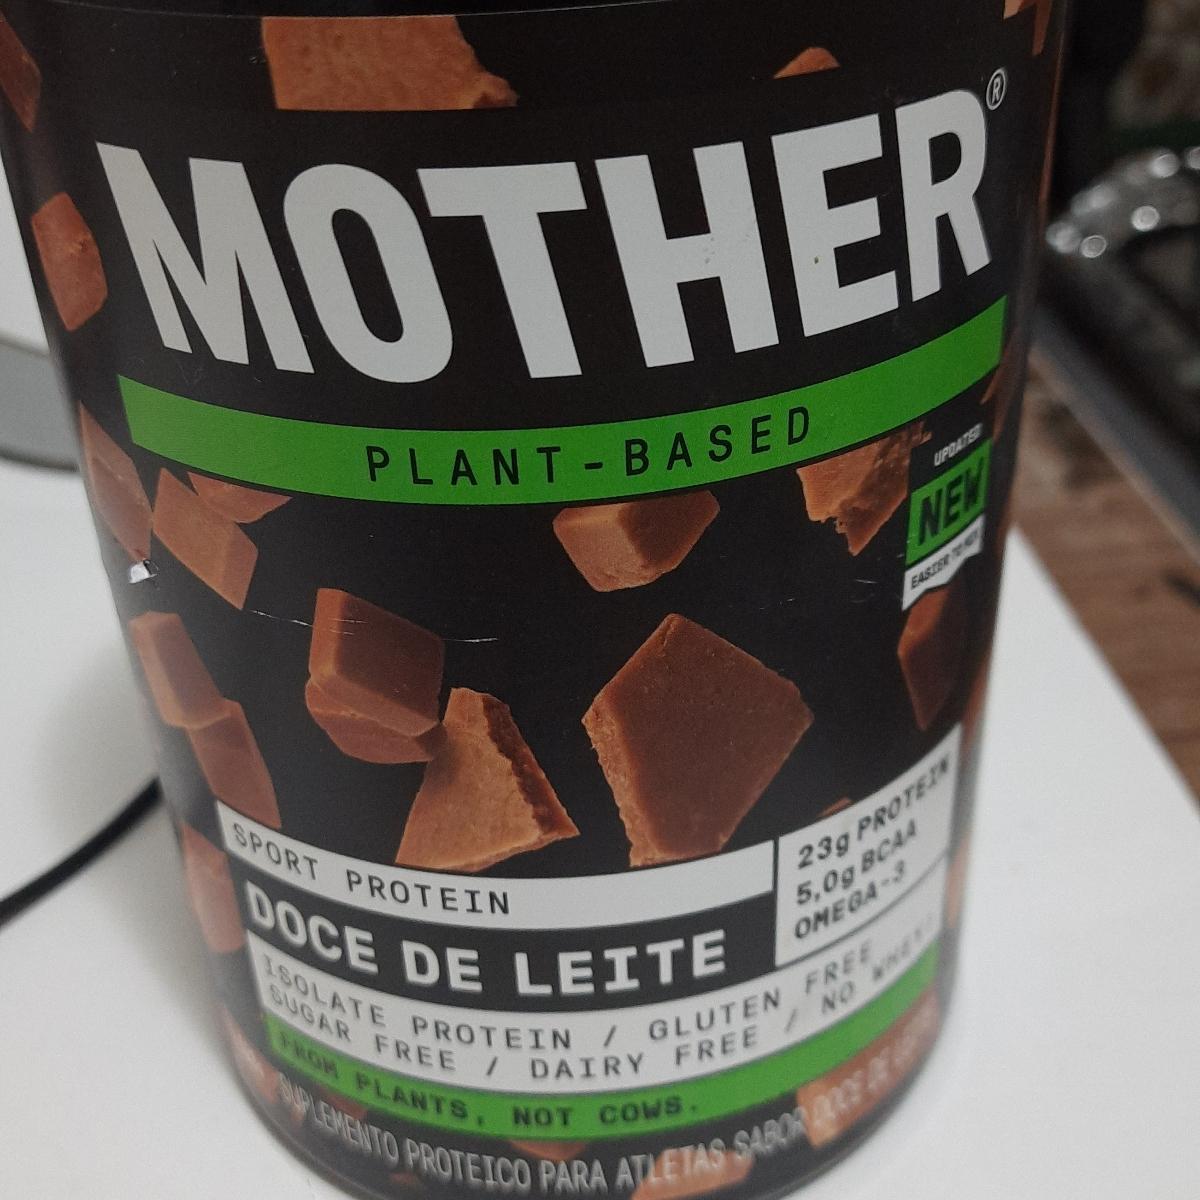 MOTHER®
PLANT-BASED
UPDATED
NEW
EASIER TO MIX
SPORT PROTEIN
DOCE DE LEITE
23g PROTEIN
5,0g BCAA
OMEGA-3
ISOLATE PROTEIN / GLUTEN FREE
SUGAR FREE / DAIRY FREE / NO WHEY!
FROM PLANTS, NOT COWS.
SUPLEMENTO PROTEICO PARA ATLETAS SABOR DOCE DE LEITE